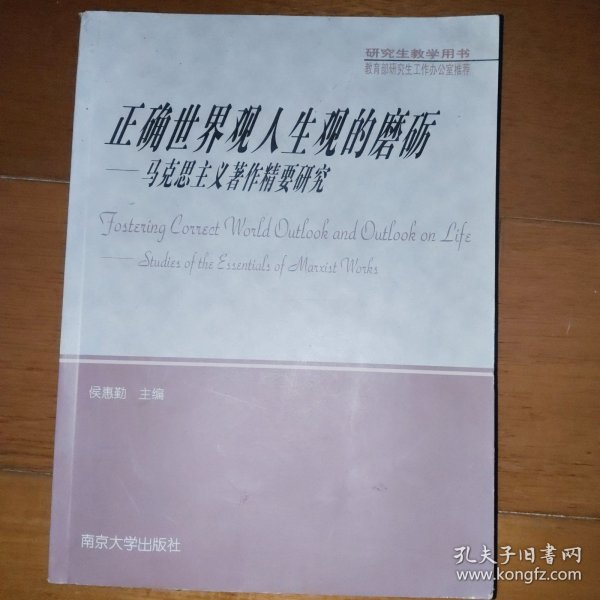 研究生教学用书
教育部研究生工作办公室推荐
正确世界观人生观的磨砺
——马克思主义著作精要研究
Fostering Correct World Outlook and Outlook on Life
——Studies of the Essentials of Marxist Works
侯惠勤 主编
南京大学出版社
孔夫子旧书网
www.kongfz.com